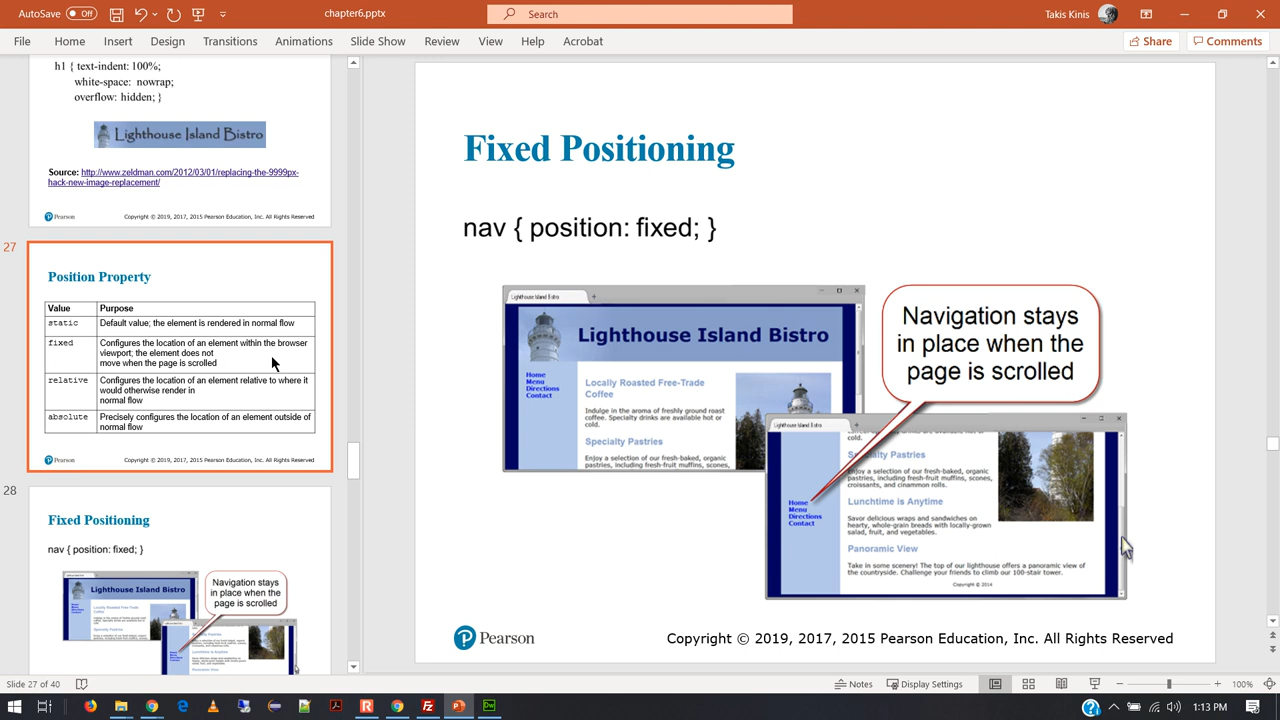 AutoSave Off
chapter6.pptx
Search
Takis Kinis
File Home Insert Design Transitions Animations Slide Show Review View Help Acrobat
Share Comments
h1 { text-indent: 100%;
white-space: nowrap;
overflow: hidden; }
Lighthouse Island Bistro
Source: http://www.zeldman.com/2012/03/01/replacing-the-9999px-
hack-new-image-replacement/
Pearson Copyright © 2019, 2017, 2015 Pearson Education, Inc. All Rights Reserved
27
Position Property
Value Purpose
static Default value; the element is rendered in normal flow
fixed Configures the location of an element within the browser
viewport; the element does not
move when the page is scrolled
relative Configures the location of an element relative to where it
would otherwise render in
normal flow
absolute Precisely configures the location of an element outside of
normal flow
Pearson Copyright © 2019, 2017, 2015 Pearson Education, Inc. All Rights Reserved
28
Fixed Positioning
nav { position: fixed; }
Lighthouse Island Bistro
Navigation stays
in place when the
page is scrolled
Fixed Positioning
nav { position: fixed; }
Lighthouse Island Bistro
Lighthouse Island Bistro
Home
Menu
Directions
Contact
Locally Roasted Free-Trade
Coffee
Indulge in the aroma of freshly ground roast
coffee. Specialty drinks are available hot or
cold.
Specialty Pastries
Enjoy a selection of our fresh-baked, organic
pastries, including fresh-fruit muffins, scones,
Navigation stays
in place when the
page is scrolled
Lighthouse Island Bistro
cold.
Specialty Pastries
Enjoy a selection of our fresh-baked, organic
pastries, including fresh-fruit muffins, scones,
croissants, and cinammon rolls.
Home
Menu
Directions
Contact
Lunchtime is Anytime
Savor delicious wraps and sandwiches on
hearty, whole-grain breads with locally-grown
salad, fruit, and vegetables.
Panoramic View
Take in some scenery! The top of our lighthouse offers a panoramic view of
the countryside. Challenge your friends to climb our 100-stair tower.
Copyright © 2014
Pearson
Copyright © 2019, 2017, 2015 Pearson Education, Inc. All Rights Reserved
Slide 27 of 40
Notes Display Settings 100%
1:13 PM